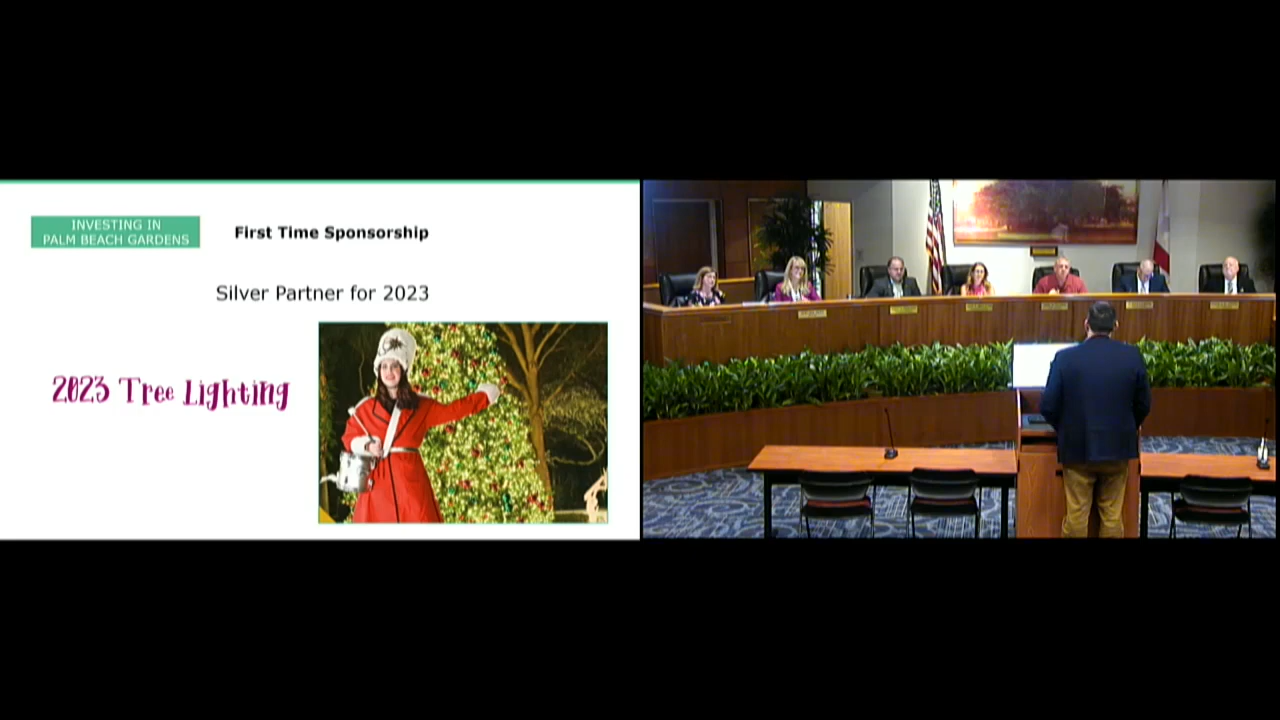 INVESTING IN
PALM BEACH GARDENS
First Time Sponsorship
Silver Partner for 2023
2023 Tree Lighting